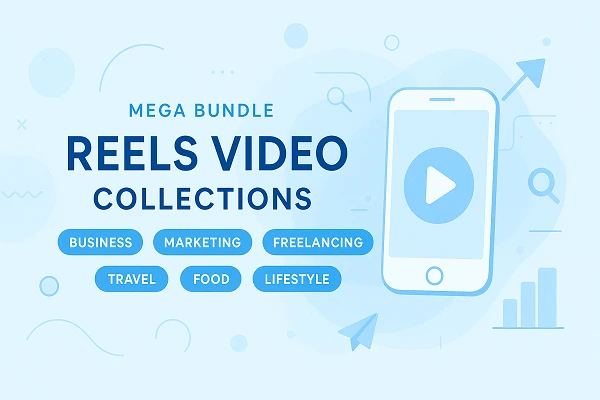 MEGA BUNDLE
REELS VIDEO
COLLECTIONS
BUSINESS MARKETING FREELANCING
TRAVEL FOOD LIFESTYLE